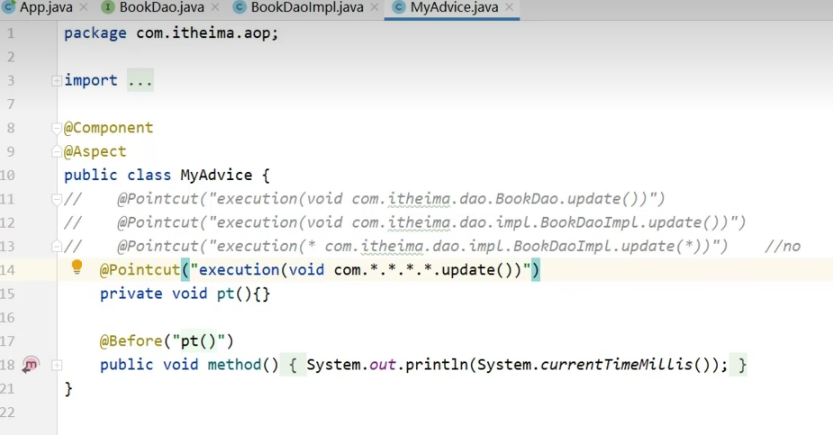 App.java × BookDao.java × BookDaoImpl.java × MyAdvice.java ×
1 package com.itheima.aop;
2
3 import ...
7
8 @Component
9 @Aspect
10 public class MyAdvice {
11 //    @Pointcut("execution(void com.itheima.dao.BookDao.update())")
12 //    @Pointcut("execution(void com.itheima.dao.impl.BookDaoImpl.update())")
13 //    @Pointcut("execution(* com.itheima.dao.impl.BookDaoImpl.update(*))")    //no
14     @Pointcut("execution(void com.*.*.*.*.update())")
15     private void pt(){}
16
17     @Before("pt()")
18     public void method() { System.out.println(System.currentTimeMillis()); }
21 }
22